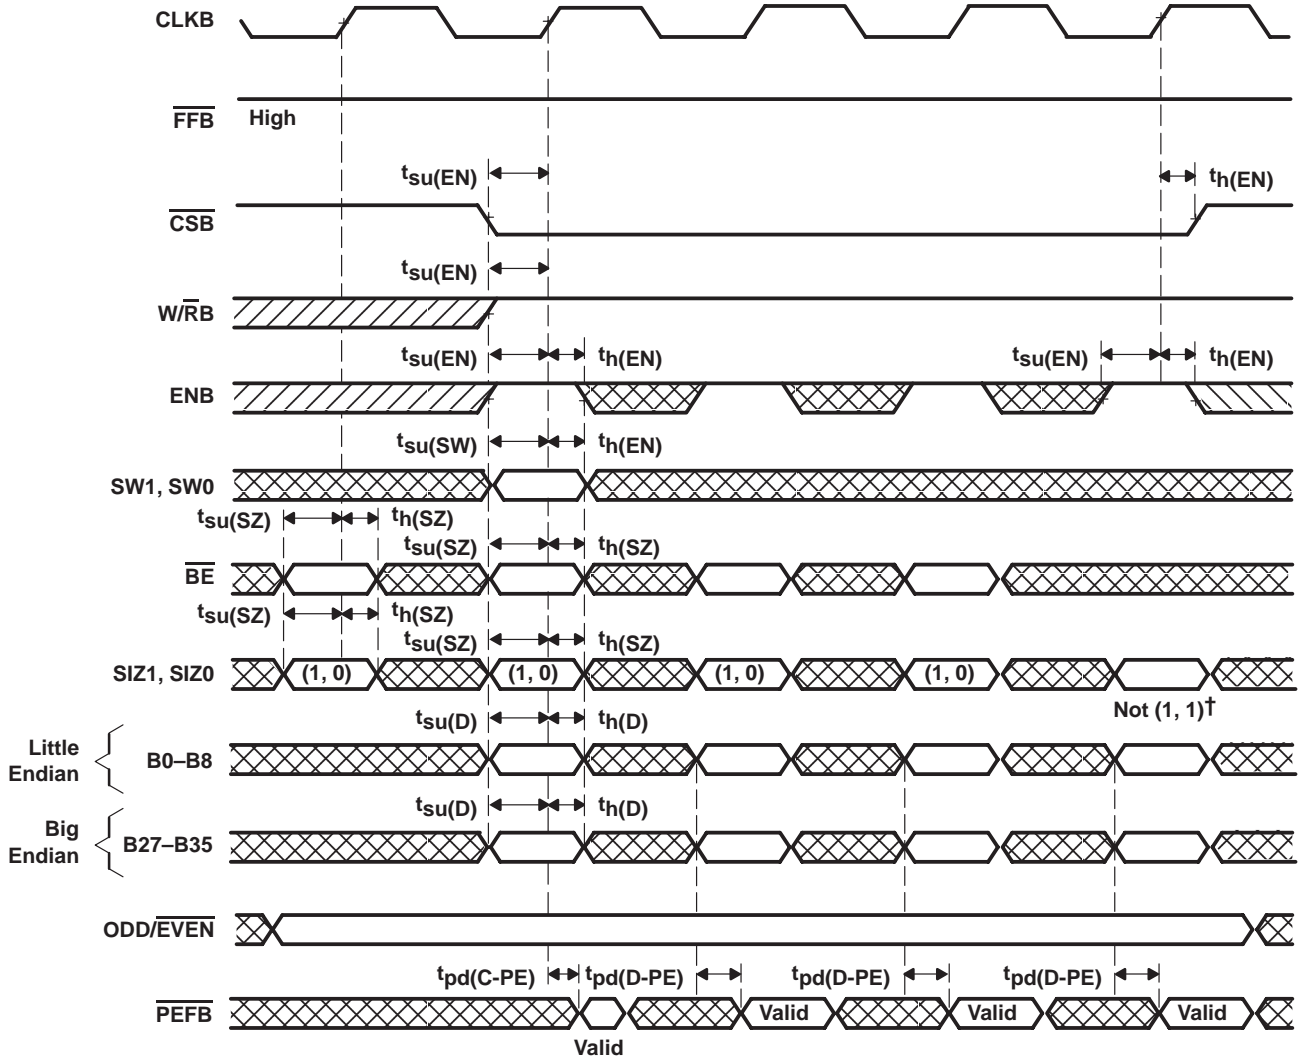 CLKB
FFB High
tsu(EN) th(EN)
CSB
tsu(EN)
W/RB
tsu(EN) th(EN) tsu(EN) th(EN)
ENB
tsu(SW) th(EN)
SW1, SW0
tsu(SZ) th(SZ)
tsu(SZ) th(SZ)
BE
tsu(SZ) th(SZ)
tsu(SZ) th(SZ)
SIZ1, SIZ0 (1, 0) (1, 0) (1, 0) (1, 0)
Not (1, 1)†
tsu(D) th(D)
Little Endian B0–B8
tsu(D) th(D)
Big Endian B27–B35
ODD/EVEN
tpd(C-PE) tpd(D-PE) tpd(D-PE) tpd(D-PE)
PEFB Valid Valid Valid
Valid